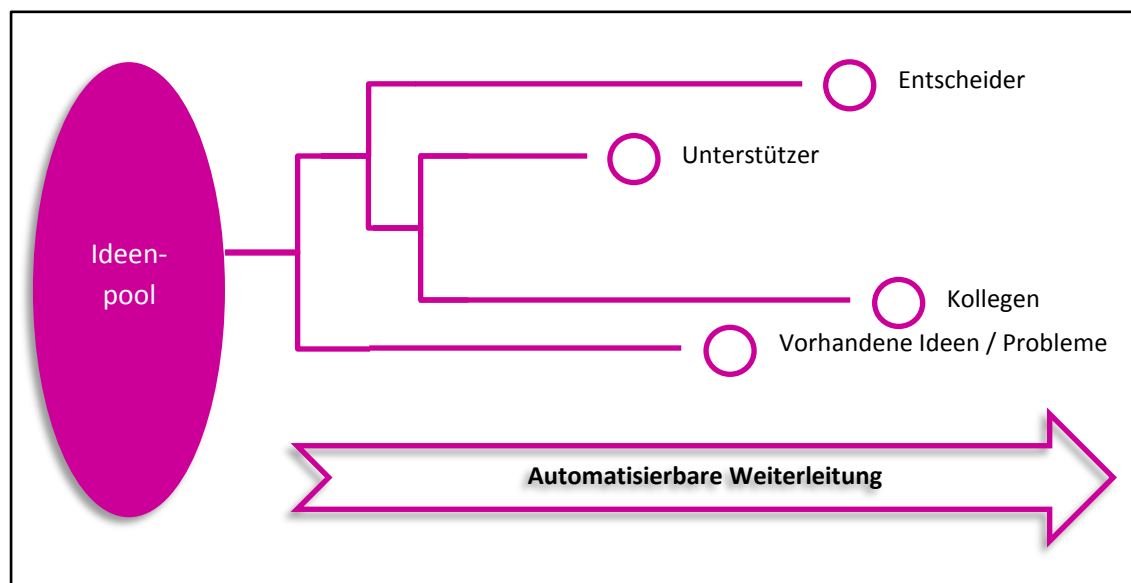 Entscheider
Unterstützer
Ideen-
pool
Kollegen
Vorhandene Ideen / Probleme
Automatisierbare Weiterleitung